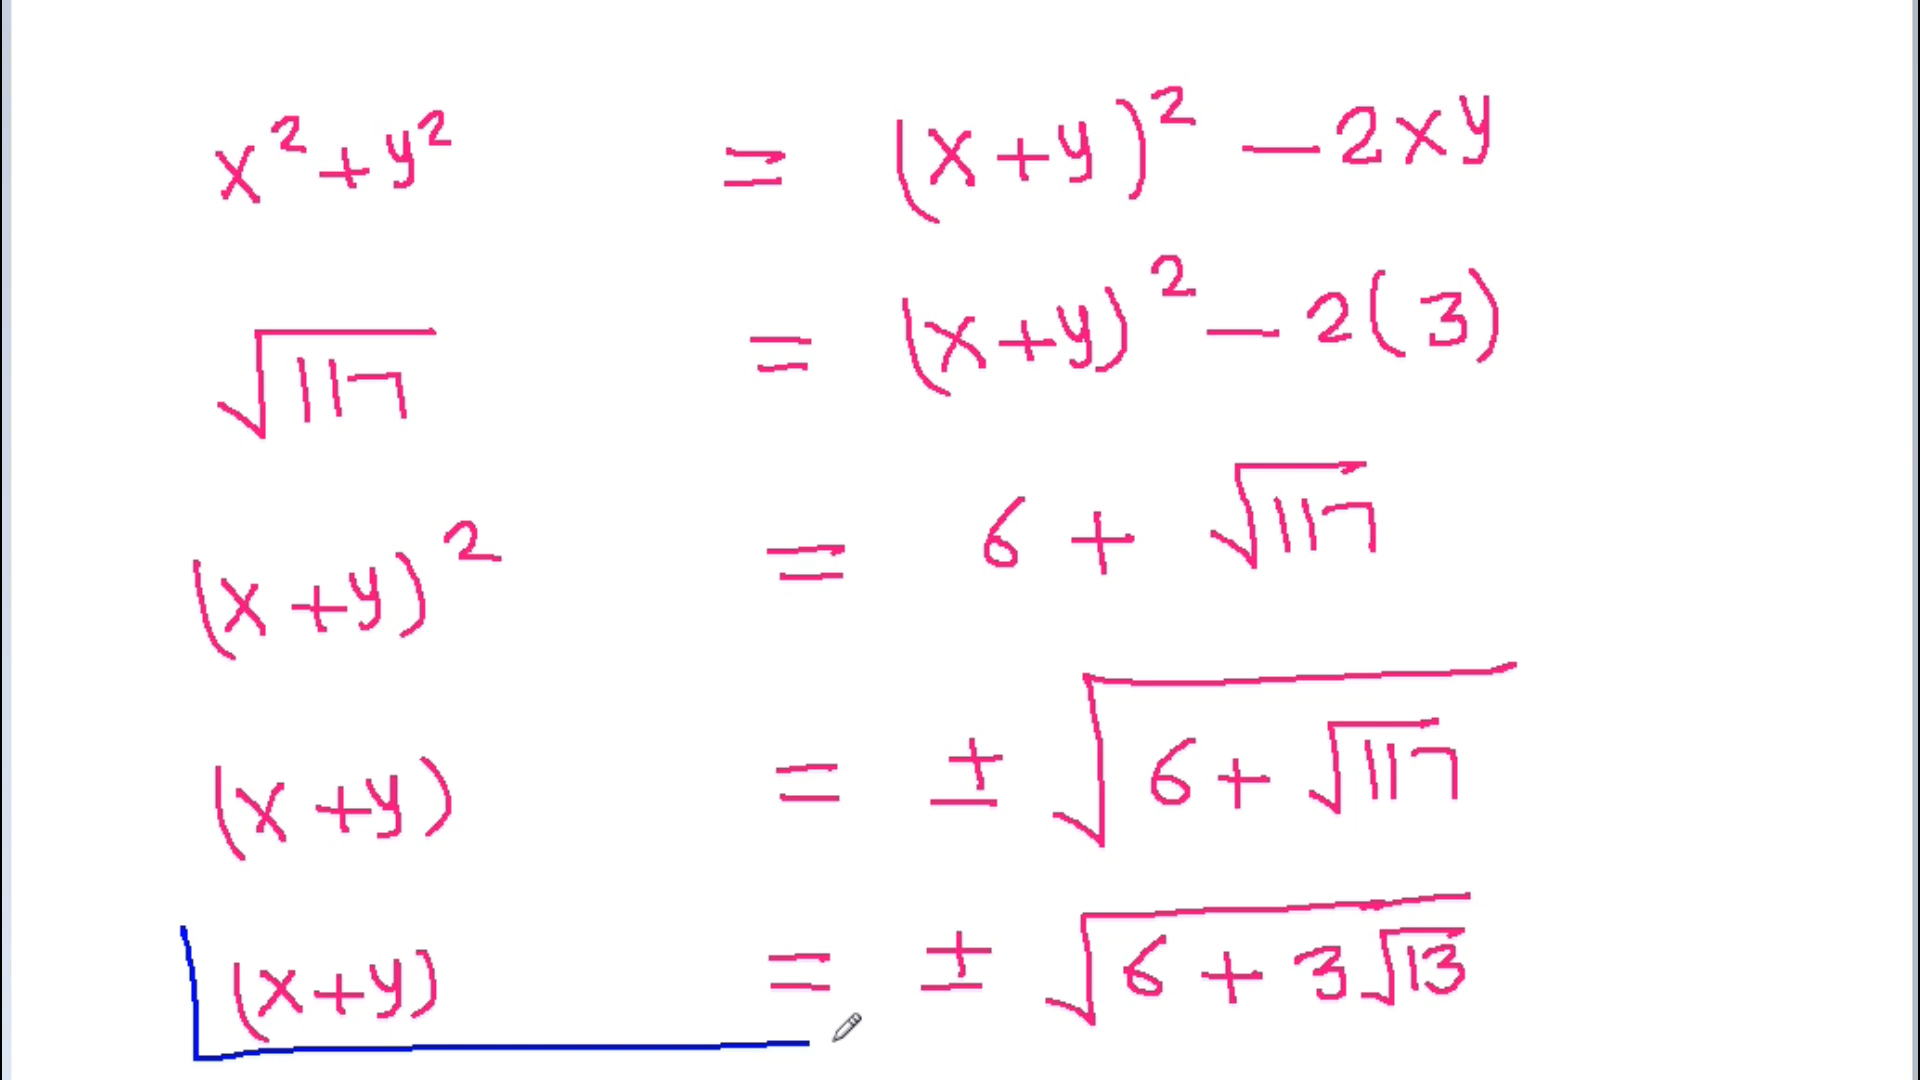 x² + y² = (x + y)² − 2xy
√117 = (x + y)² − 2(3)
(x + y)² = 6 + √117
(x + y) = ± √(6 + √117)
(x + y) = ± √(6 + 3√13)